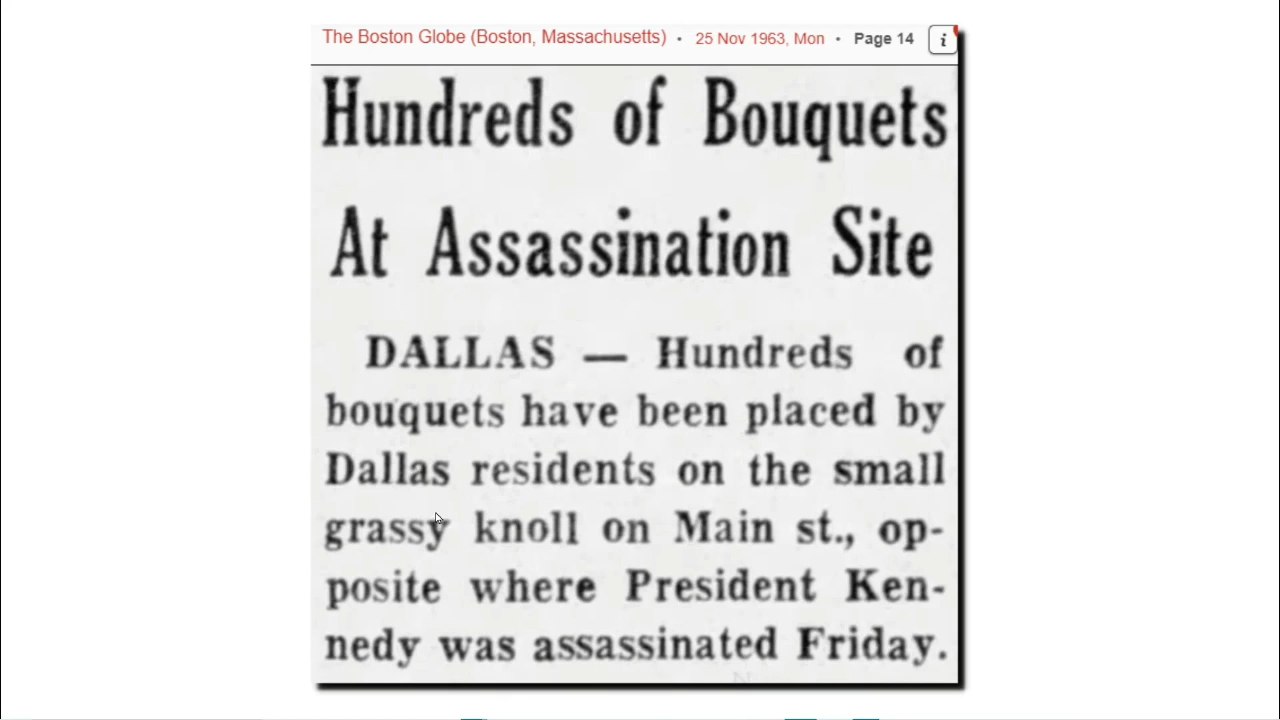 The Boston Globe (Boston, Massachusetts) • 25 Nov 1963, Mon • Page 14 i
Hundreds of Bouquets
At Assassination Site
DALLAS — Hundreds of
bouquets have been placed by
Dallas residents on the small
grassy knoll on Main st., op-
posite where President Ken-
nedy was assassinated Friday.